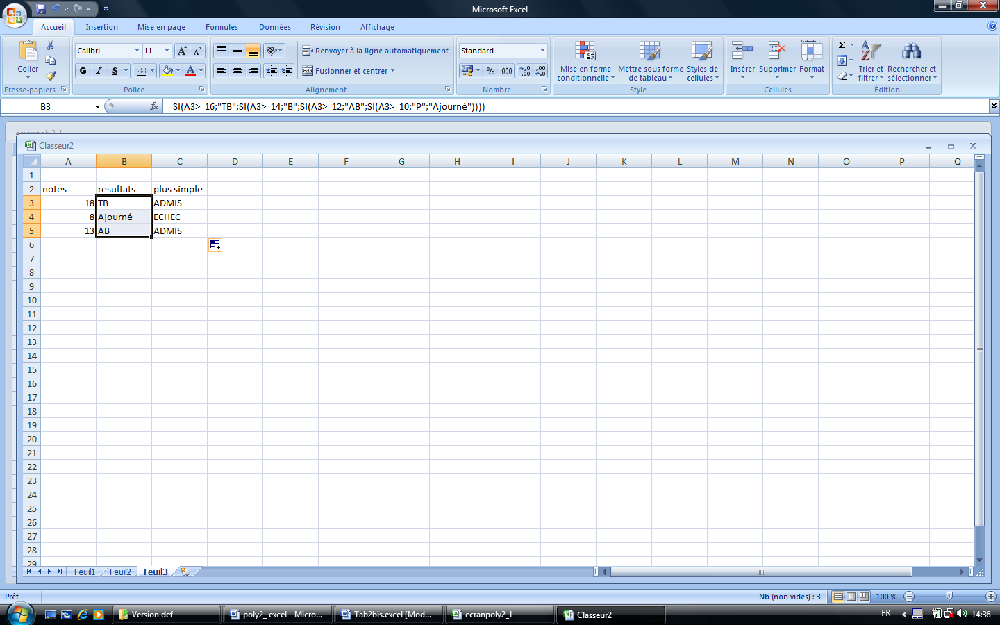 Microsoft Excel
Accueil Insertion Mise en page Formules Données Révision Affichage
Coller
Presse-papiers
Calibri 11
G I S
Police
Renvoyer à la ligne automatiquement
Fusionner et centrer
Alignement
Standard
% 000
Nombre
Mise en forme conditionnelle
Mettre sous forme de tableau
Styles de cellules
Style
Insérer Supprimer Format
Cellules
Σ
Trier et filtrer
Rechercher et sélectionner
Édition
B3 fx =SI(A3>=16;"TB";SI(A3>=14;"B";SI(A3>=12;"AB";SI(A3>=10;"P";"Ajourné"))))
ecranpoly2_1
Classeur2
A B C D E F G H I J K L M N O P Q
1
2 notes resultats plus simple
3 18 TB ADMIS
4 8 Ajourné ECHEC
5 13 AB ADMIS
6
7
8
9
10
11
12
13
14
15
16
17
18
19
20
21
22
23
24
25
26
27
28
29
Feuil1 Feuil2 Feuil3
Prêt Nb (non vides) : 3 100 %
Version def poly2_ excel - Micro... Tab2bis.excel [Mod... ecranpoly2_1 Classeur2 FR 14:36